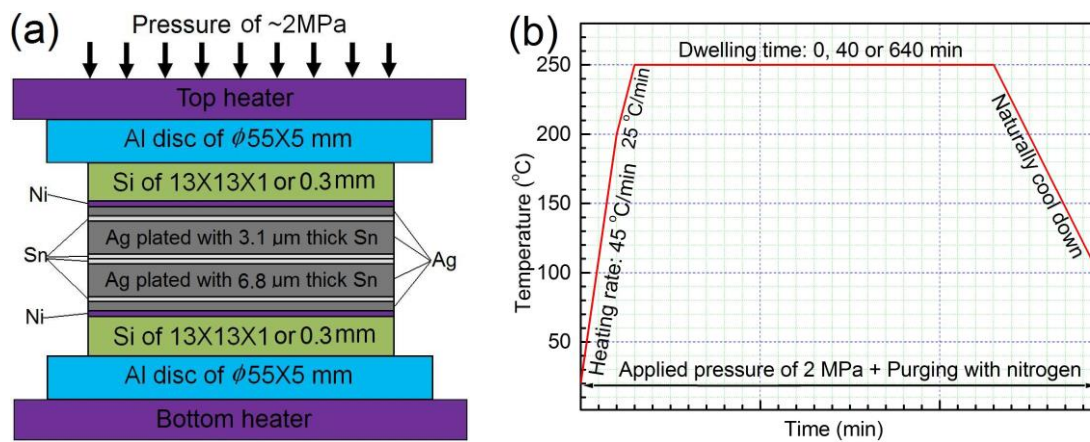 (a)
Pressure of ~2MPa
Top heater
Al disc of ϕ55X5 mm
Si of 13X13X1 or 0.3mm
Ni
Ag plated with 3.1 µm thick Sn
Sn
Ag
Ag plated with 6.8 µm thick Sn
Ni
Si of 13X13X1 or 0.3mm
Al disc of ϕ55X5 mm
Bottom heater
(b)
Dwelling time: 0, 40 or 640 min
250
200
150
100
50
Temperature (°C)
Heating rate: 45 °C/min 25 °C/min
Naturally cool down
Applied pressure of 2 MPa + Purging with nitrogen
Time (min)